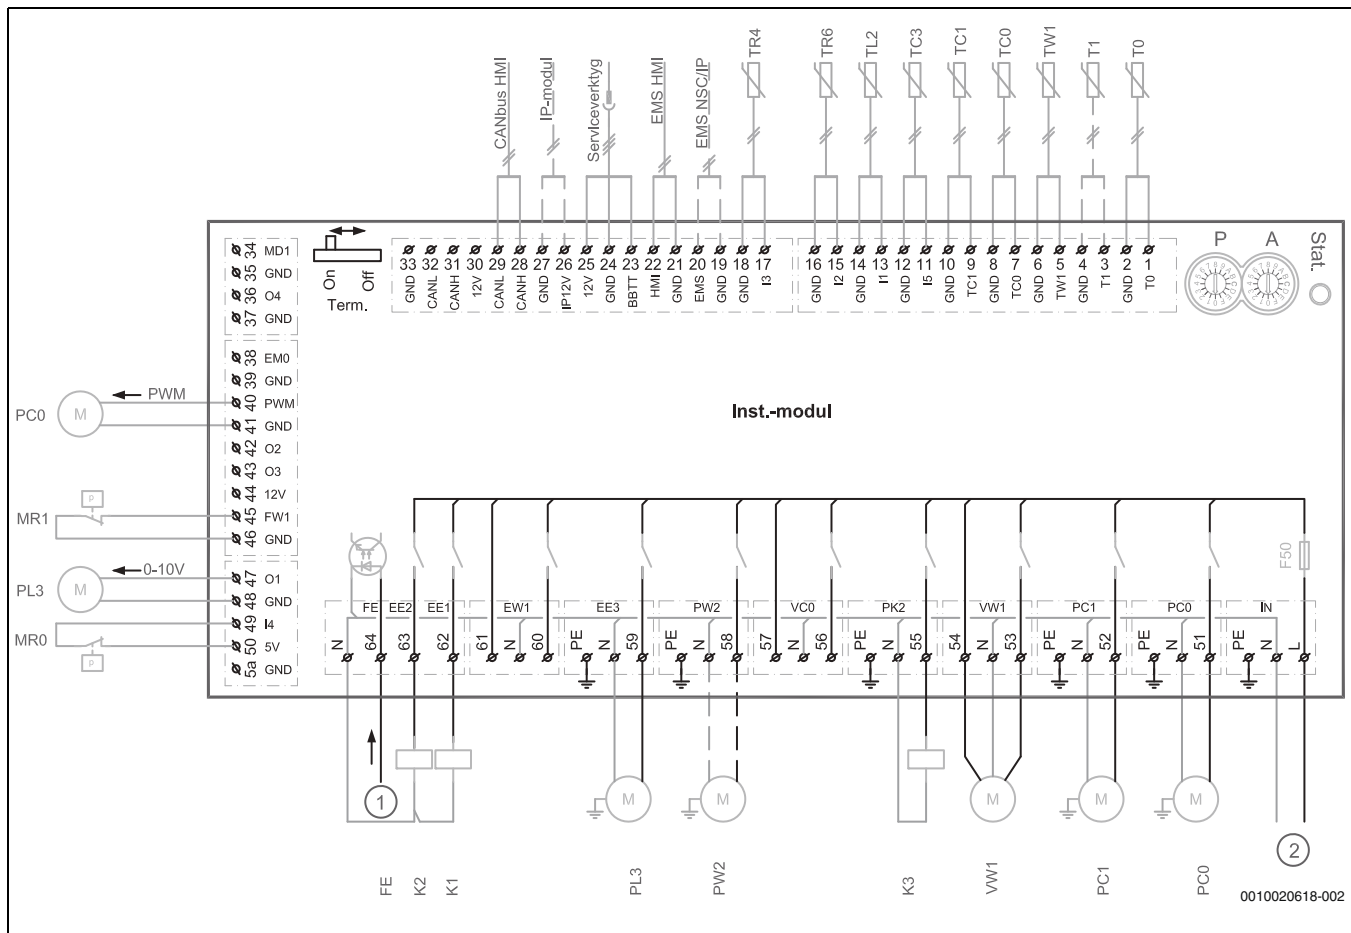 CANbus HMI
IP-modul
Serviceverktyg
EMS HMI
EMS NSC/IP
TR4
TR6
TL2
TC3
TC1
TC0
TW1
T1
T0
33 32 31 30 29 28 27 26 25 24 23 22 21 20 19 18 17
GND CANL CANH 12V CANL CANH GND IP12V 12V GND BBTT HMI GND EMS GND GND I3
16 15 14 13 12 11 10 9 8 7 6 5 4 3 2 1
GND I2 GND I1 GND I5 GND TC1 GND TC0 GND TW1 GND T1 GND T0
On
Off
Term.
P
A
Stat.
34 MD1
35 GND
36 O4
37 GND
38 EM0
39 GND
40 PWM
41 GND
42 O2
43 O3
44 12V
45 FW1
46 GND
47 O1
48 GND
49 I4
50 5V
5a GND
PC0
M
PWM
MR1
P
PL3
M
0-10V
MR0
P
Inst.-modul
F50
FE EE2 EE1 EW1 EE3 PW2 VC0 PK2 VW1 PC1 PC0 IN
N 64 63 62 61 N 60 PE N 59 PE N 58 57 N 56 PE N 55 54 N 53 PE N 52 PE N 51 PE N L
1
M
M
M
M
M
2
FE
K2
K1
PL3
PW2
K3
VW1
PC1
PC0
0010020618-002